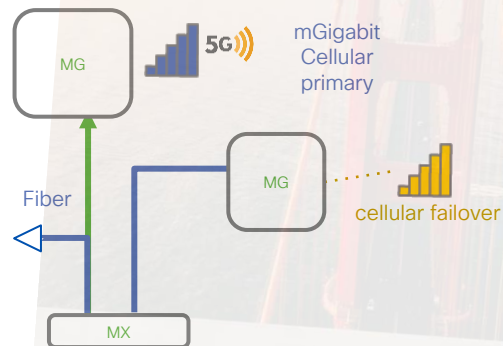 MG
5G
mGigabit
Cellular
primary
MG
Fiber
cellular failover
MX